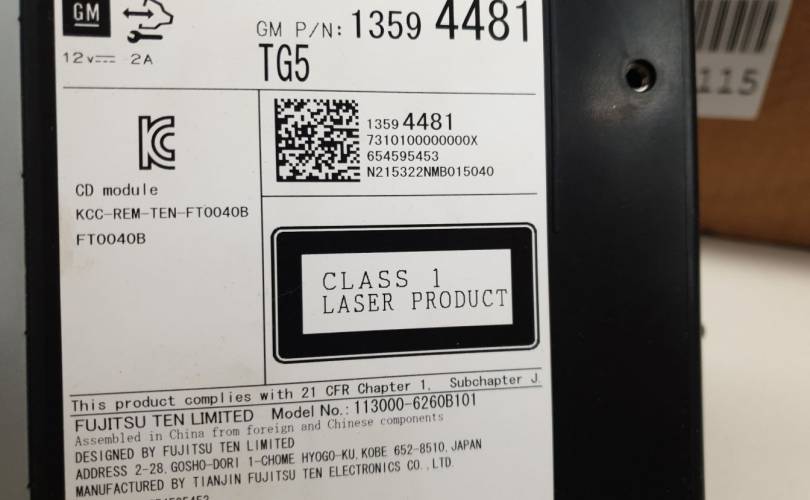 GM
GM P/N: 1359 4481
12v⎓ 2A
TG5
13594481
7310100000000X
654595453
N215322NMB015040
CD module
KCC-REM-TEN-FT0040B
FT0040B
CLASS 1
LASER PRODUCT
This product complies with 21 CFR Chapter 1, Subchapter J.
FUJITSU TEN LIMITED Model No.: 113000-6260B101
Assembled in China from foreign and Chinese components
DESIGNED BY FUJITSU TEN LIMITED
ADDRESS 2-28, GOSHO-DORI 1-CHOME HYOGO-KU, KOBE 652-8510, JAPAN
MANUFACTURED BY TIANJIN FUJITSU TEN ELECTRONICS CO., LTD.
115